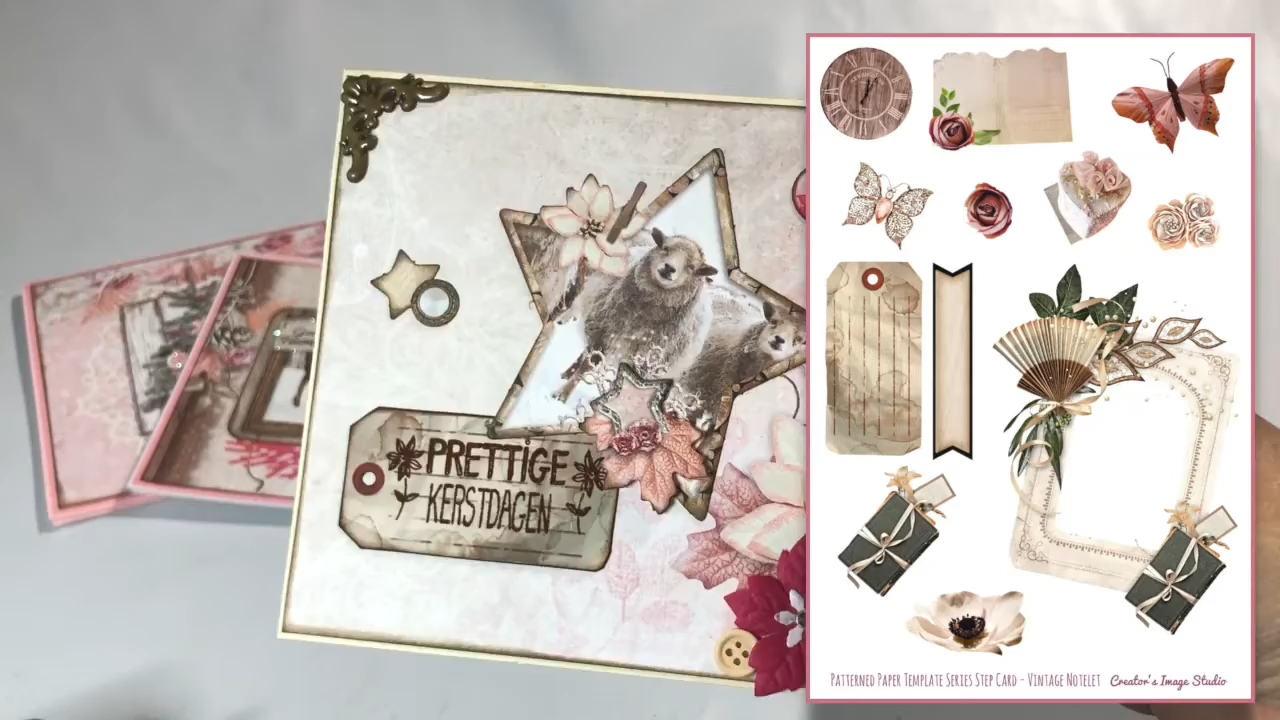 PRETTIGE
KERSTDAGEN
Patterned Paper Template Series Step Card - Vintage Notelet Creator's Image Studio